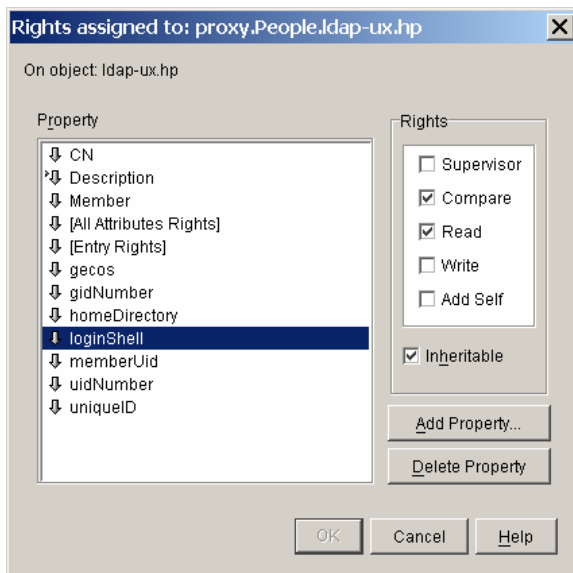 Rights assigned to: proxy.People.ldap-ux.hp
On object: ldap-ux.hp
Property
CN
Description
Member
[All Attributes Rights]
[Entry Rights]
gecos
gidNumber
homeDirectory
loginShell
memberUid
uidNumber
uniqueID
Rights
Supervisor
Compare
Read
Write
Add Self
Inheritable
Add Property...
Delete Property
OK
Cancel
Help